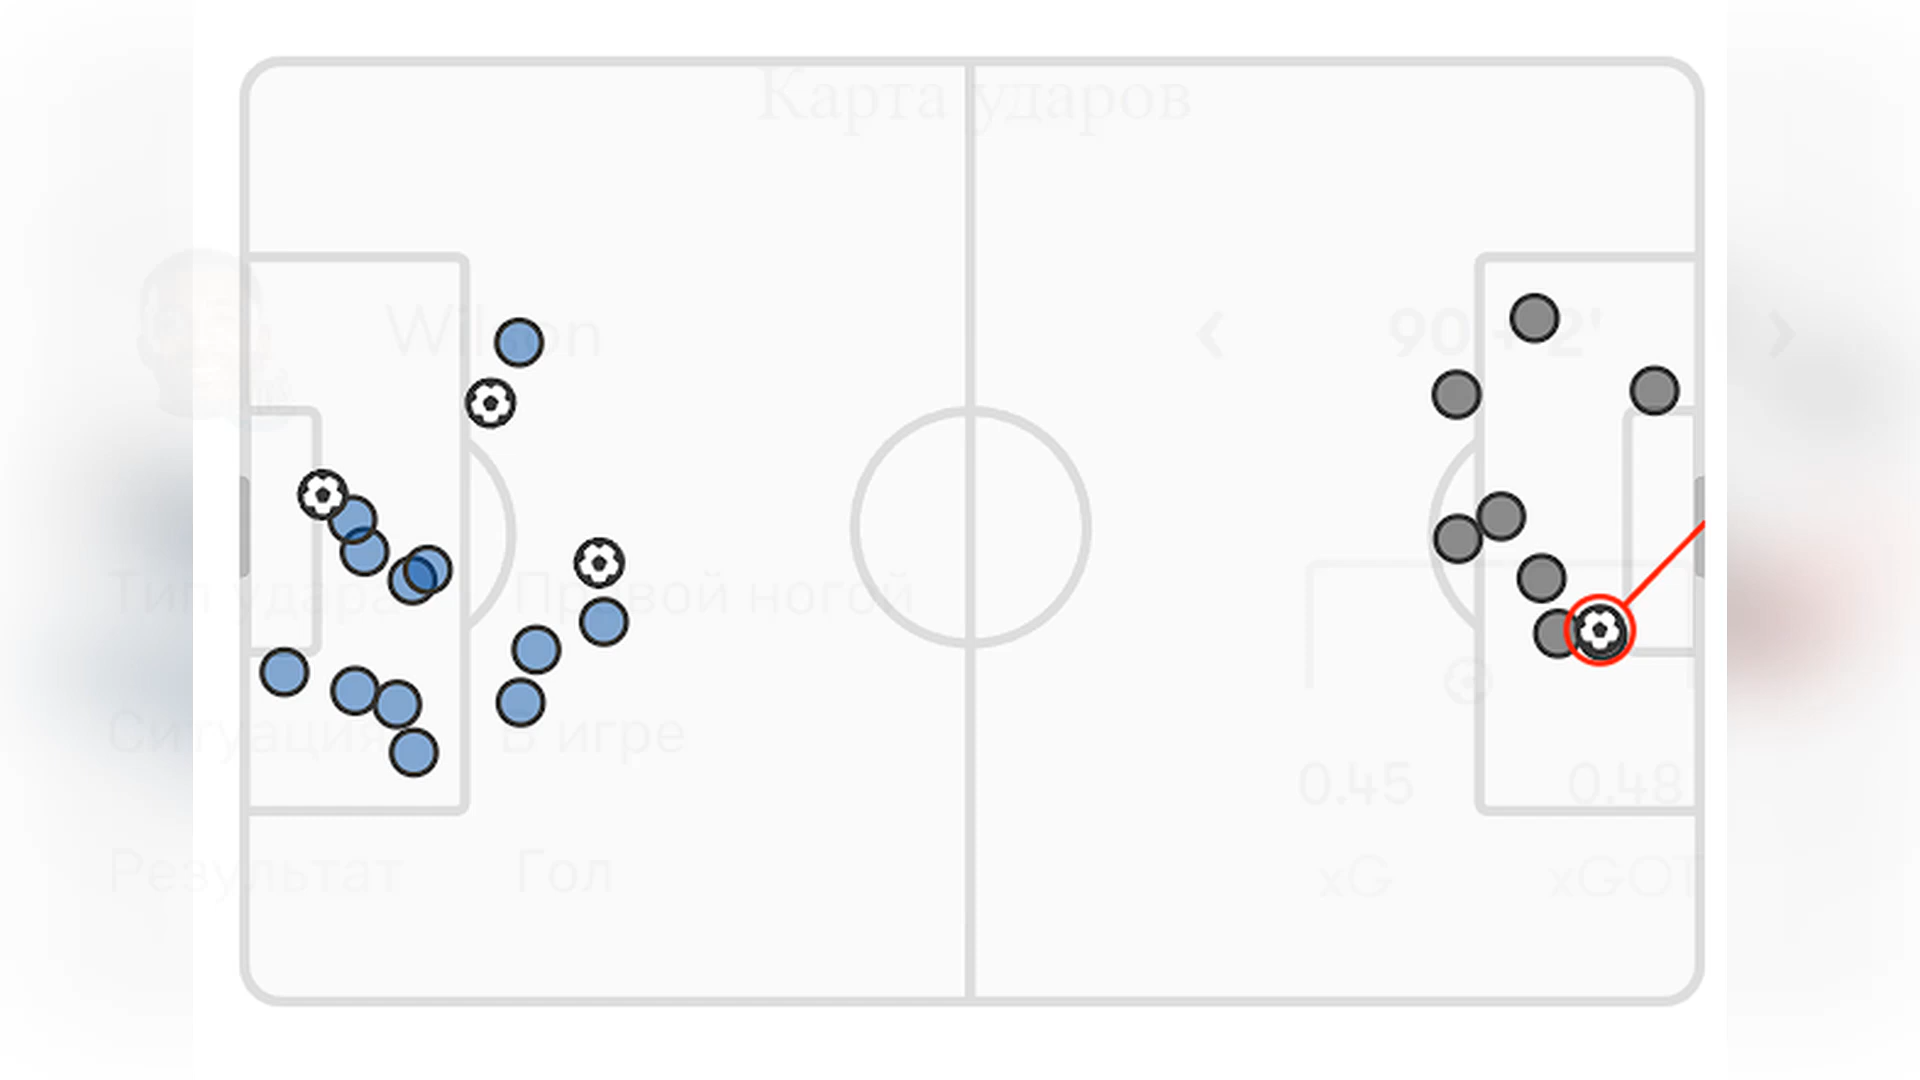 Карта ударов
Wilson
90 + 2'
Тип удара Правой ногой
Ситуация В игре
0.45 0.48
Результат Гол
xG xGOT